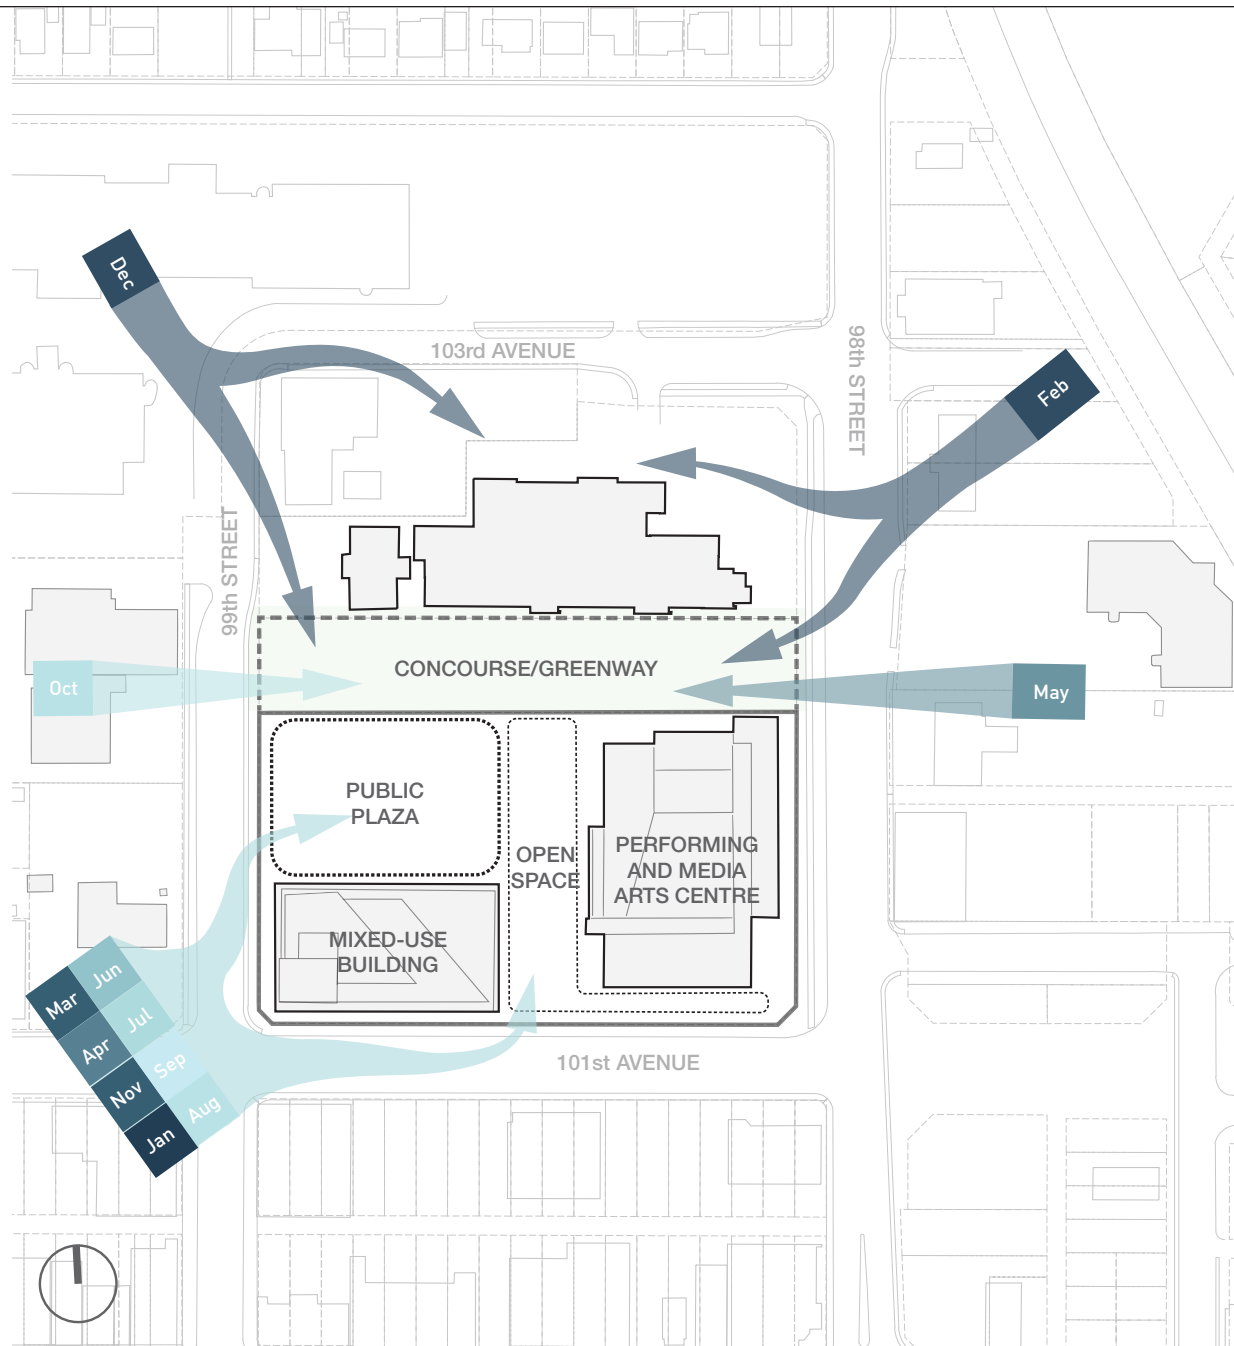 Dec
103rd AVENUE
98th STREET
Feb
99th STREET
CONCOURSE/GREENWAY
Oct
May
PUBLIC
PLAZA
OPEN
SPACE
PERFORMING
AND MEDIA
ARTS CENTRE
MIXED-USE
BUILDING
Mar
Jun
Apr
Jul
Nov
Sep
Jan
Aug
101st AVENUE